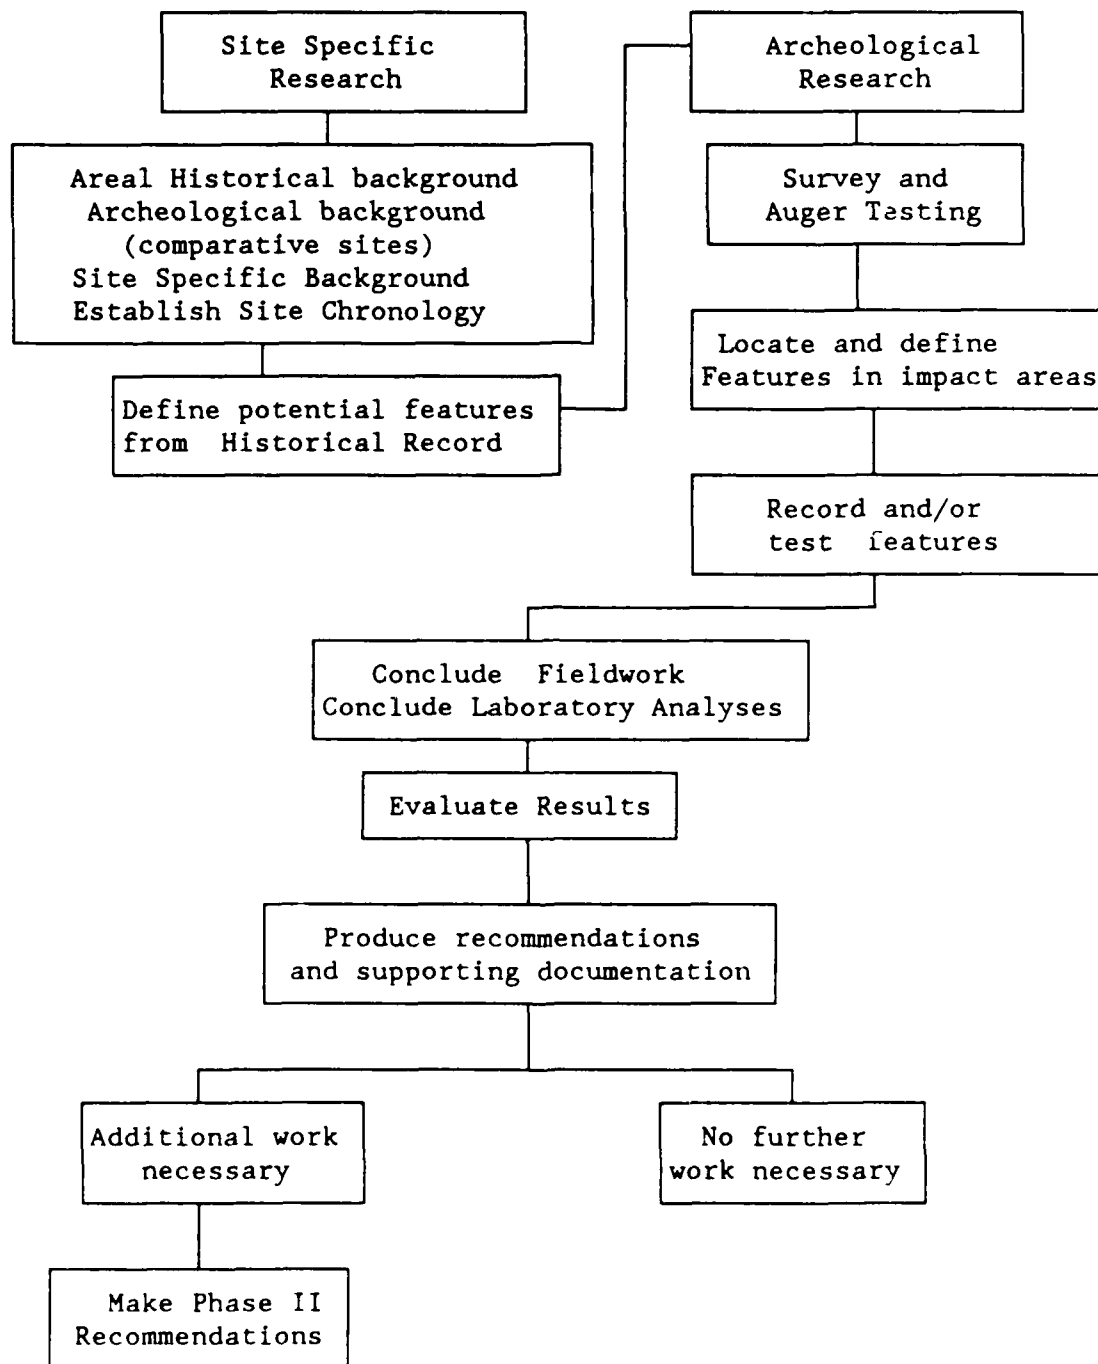 Site Specific
Research
Areal Historical background
Archeological background
(comparative sites)
Site Specific Background
Establish Site Chronology
Define potential features
from Historical Record
Archeological
Research
Survey and
Auger Testing
Locate and define
Features in impact areas
Record and/or
test features
Conclude Fieldwork
Conclude Laboratory Analyses
Evaluate Results
Produce recommendations
and supporting documentation
Additional work
necessary
No further
work necessary
Make Phase II
Recommendations